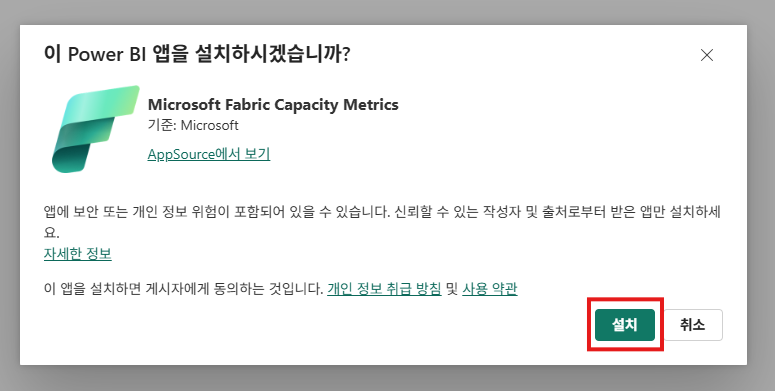 이 Power BI 앱을 설치하시겠습니까?
Microsoft Fabric Capacity Metrics
기준: Microsoft
AppSource에서 보기
앱에 보안 또는 개인 정보 위험이 포함되어 있을 수 있습니다. 신뢰할 수 있는 작성자 및 출처로부터 받은 앱만 설치하세
요.
자세한 정보
이 앱을 설치하면 게시자에게 동의하는 것입니다. 개인 정보 취급 방침 및 사용 약관
설치 취소